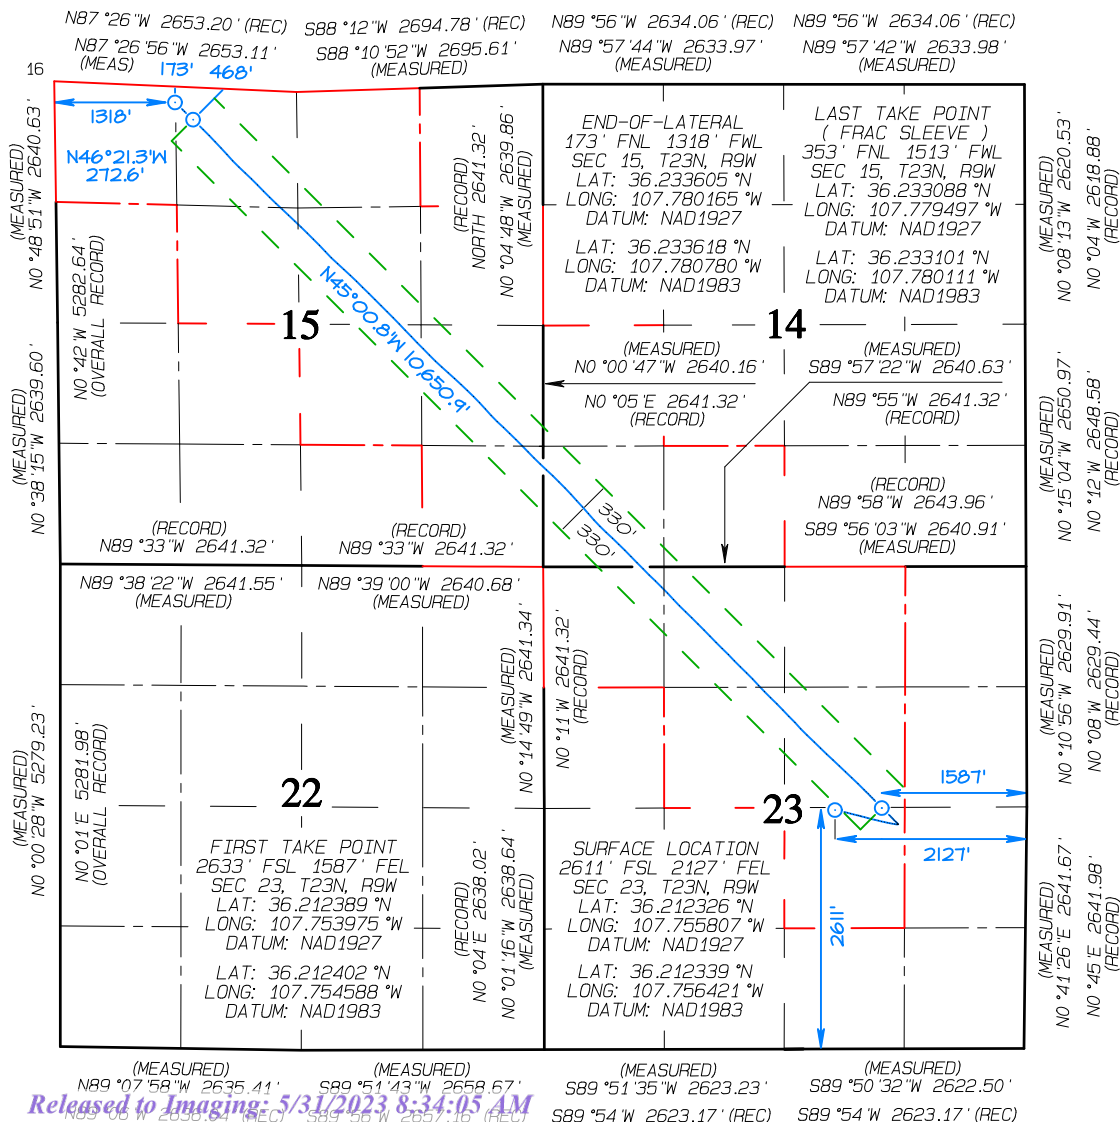 N87°26'W 2653.20' (REC)
S88°12'W 2694.78' (REC)
N89°56'W 2634.06' (REC)
N89°56'W 2634.06' (REC)
N87°26'56"W 2653.11'
(MEAS)
S88°10'52"W 2695.61'
(MEASURED)
N89°57'44"W 2633.97'
(MEASURED)
N89°57'42"W 2633.98'
(MEASURED)
16
173'
468'
1318'
N46°21.3'W
272.6'
(MEASURED)
N0°48'51"W 2640.63'
N0°42'W 5282.64'
(OVERALL RECORD)
(MEASURED)
N0°38'15"W 2639.60'
(RECORD)
NORTH 2641.32'
N0°04'48"W 2639.86'
(MEASURED)
END-OF-LATERAL
173' FNL 1318' FWL
SEC 15, T23N, R9W
LAT: 36.233605°N
LONG: 107.780165°W
DATUM: NAD1927
LAT: 36.233618°N
LONG: 107.780780°W
DATUM: NAD1983
LAST TAKE POINT
( FRAC SLEEVE )
353' FNL 1513' FWL
SEC 15, T23N, R9W
LAT: 36.233088°N
LONG: 107.779497°W
DATUM: NAD1927
LAT: 36.233101°N
LONG: 107.780111°W
DATUM: NAD1983
(MEASURED)
N0°08'13"W 2620.53'
N0°04'W 2618.88'
(RECORD)
15
14
N45°00.8'W 10,650.9'
(MEASURED)
N0°00'47"W 2640.16'
N0°05'E 2641.32'
(RECORD)
(MEASURED)
S89°57'22"W 2640.63'
N89°55'W 2641.32'
(RECORD)
(MEASURED)
N0°15'04"W 2650.97'
N0°12'W 2648.58'
(RECORD)
(RECORD)
N89°58'W 2643.96'
S89°56'03"W 2640.91'
(MEASURED)
330'
330'
(RECORD)
N89°33'W 2641.32'
(RECORD)
N89°33'W 2641.32'
N89°38'22"W 2641.55'
(MEASURED)
N89°39'00"W 2640.68'
(MEASURED)
(MEASURED)
N0°14'49"W 2641.34'
N0°11'W 2641.32'
(RECORD)
(MEASURED)
N0°10'56"W 2629.91'
N0°08'W 2629.44'
(RECORD)
(MEASURED)
N0°00'28"W 5279.23'
N0°01'E 5281.98'
(OVERALL RECORD)
22
23
1587'
2127'
2611'
FIRST TAKE POINT
2633' FSL 1587' FEL
SEC 23, T23N, R9W
LAT: 36.212389°N
LONG: 107.753975°W
DATUM: NAD1927
LAT: 36.212402°N
LONG: 107.754588°W
DATUM: NAD1983
(RECORD)
N0°04'E 2638.02'
N0°01'16"W 2638.64'
(MEASURED)
SURFACE LOCATION
2611' FSL 2127' FEL
SEC 23, T23N, R9W
LAT: 36.212326°N
LONG: 107.755807°W
DATUM: NAD1927
LAT: 36.212339°N
LONG: 107.756421°W
DATUM: NAD1983
(MEASURED)
N0°41'26"E 2641.67'
N0°45'E 2641.98'
(RECORD)
(MEASURED)
N89°07'58"W 2635.41'
(MEASURED)
S89°51'43"W 2658.67'
(MEASURED)
S89°51'35"W 2623.23'
(MEASURED)
S89°50'32"W 2622.50'
Released to Imaging: 5/31/2023 8:34:05 AM
S89°56'W 2657.16' (REC)
S89°54'W 2623.17' (REC)
S89°54'W 2623.17' (REC)